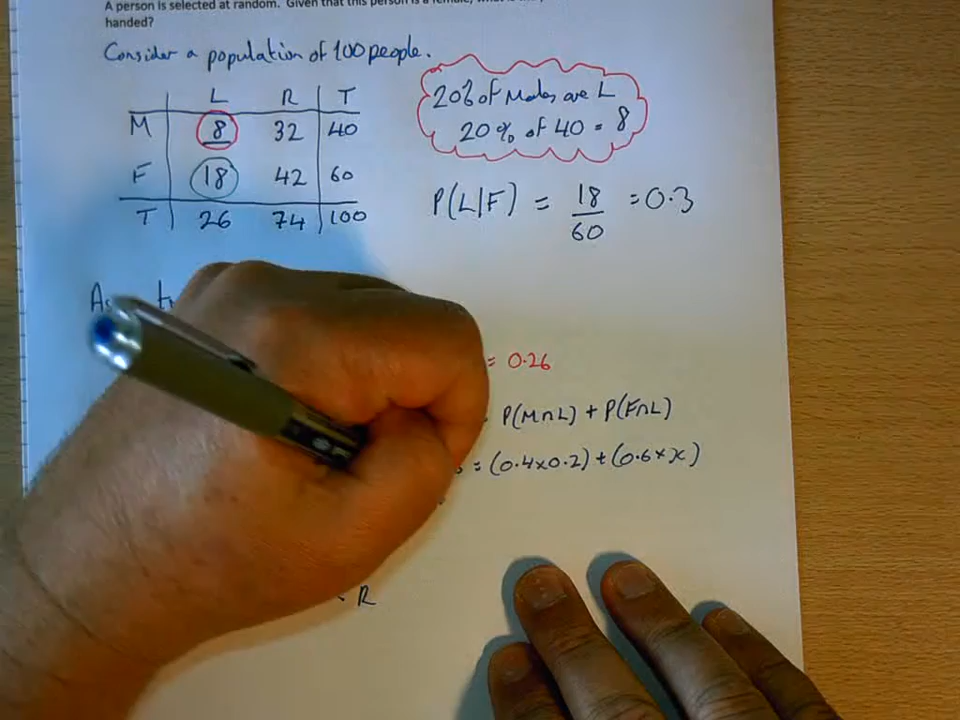 A person is selected at random. Given that this person is a female, what is the
handed?
Consider a population of 100 people.
L R T
M 8 32 40
F 18 42 60
T 26 74 100
20% of Males are L
20% of 40 = 8
P(L|F) = 18/60 = 0.3
As
= 0.26
P(M∩L) + P(F∩L)
= (0.4×0.2) + (0.6×x)
R